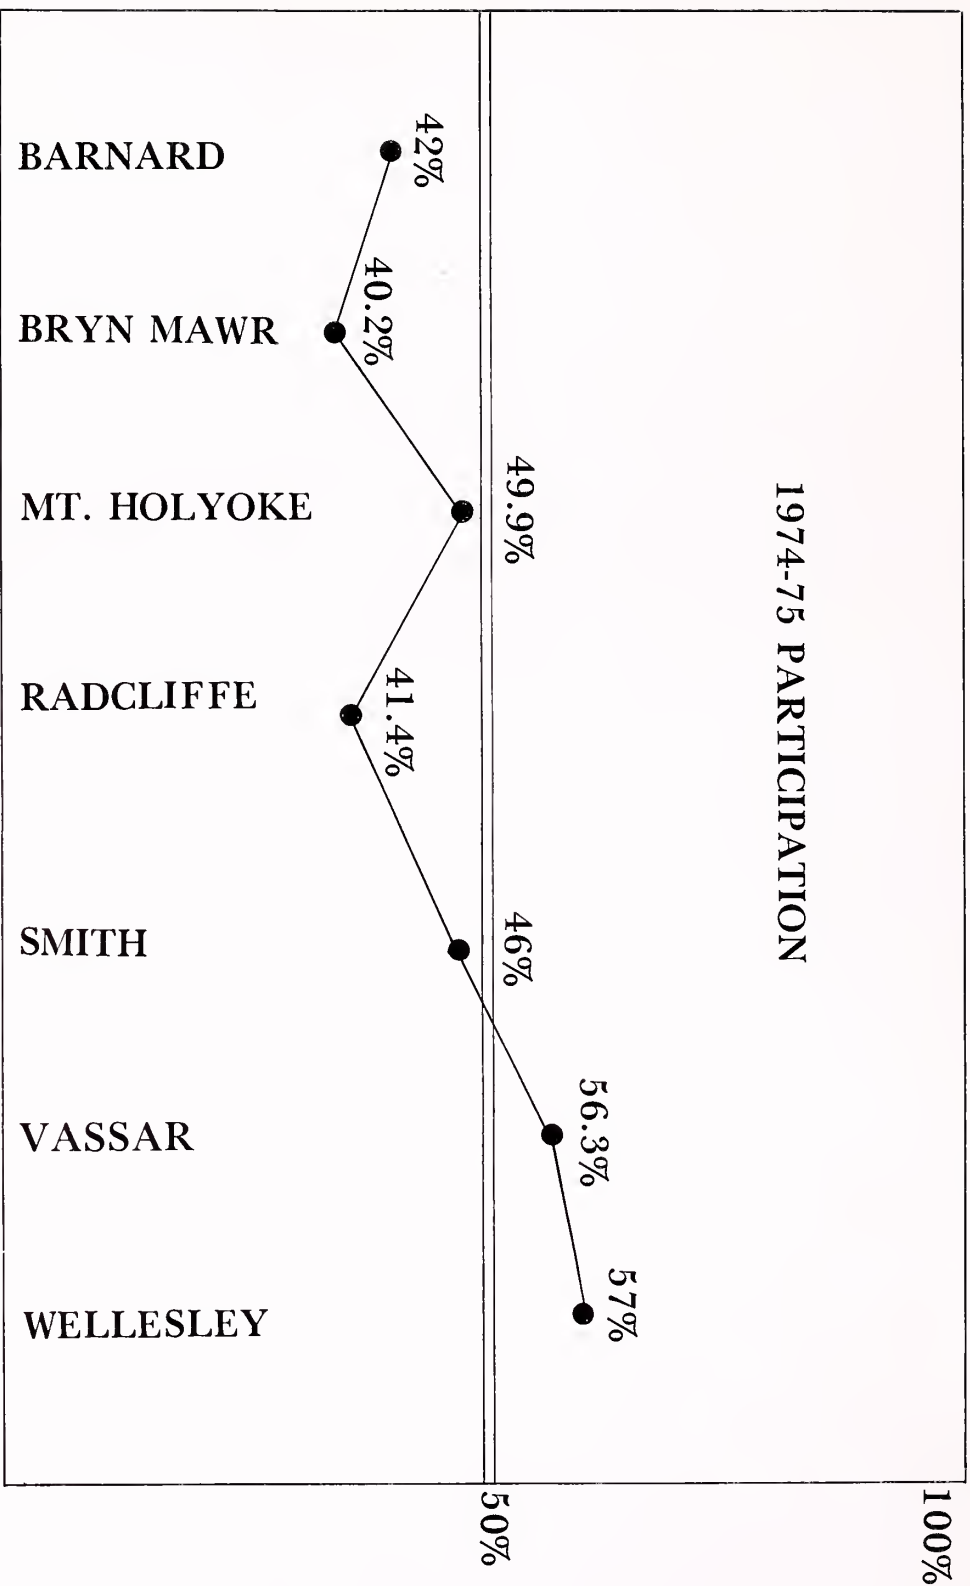 1974-75 PARTICIPATION
100%
50%
42%
40.2%
49.9%
41.4%
46%
56.3%
57%
BARNARD
BRYN MAWR
MT. HOLYOKE
RADCLIFFE
SMITH
VASSAR
WELLESLEY